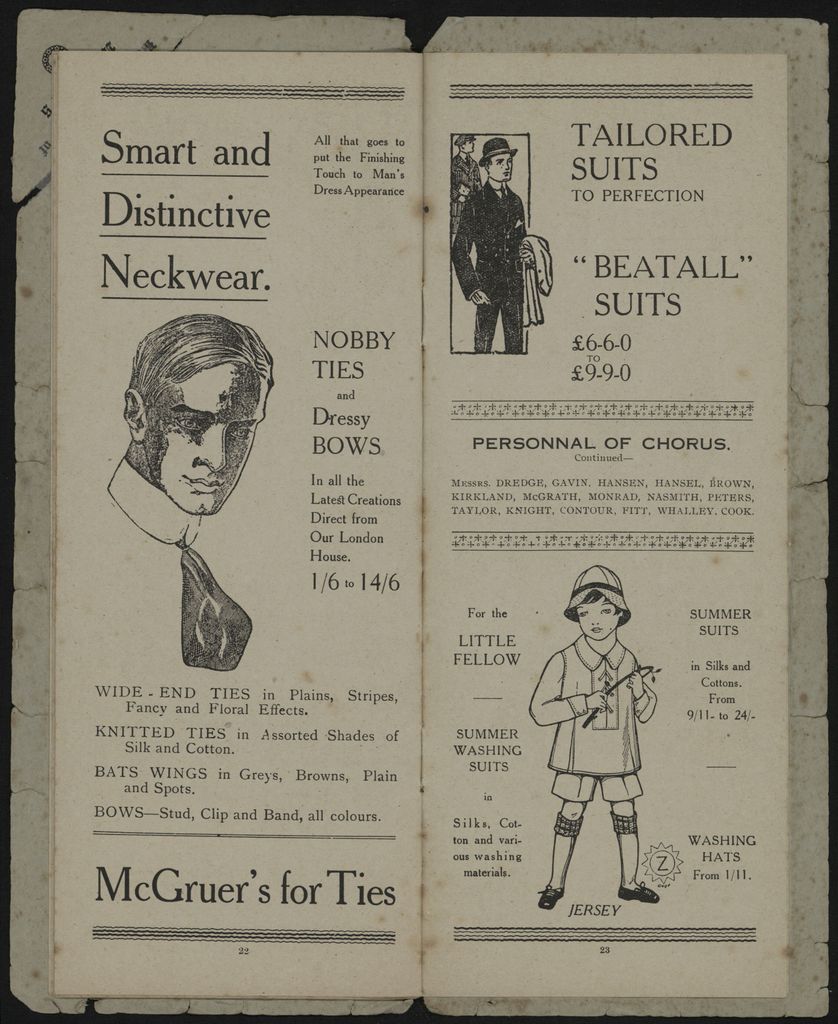 Smart and
Distinctive
Neckwear.
All that goes to
put the Finishing
Touch to Man's
Dress Appearance
NOBBY
TIES
and
Dressy
BOWS
In all the
Latest Creations
Direct from
Our London
House.
1/6 to 14/6
WIDE-END TIES in Plains, Stripes,
Fancy and Floral Effects.
KNITTED TIES in Assorted Shades of
Silk and Cotton.
BATS WINGS in Greys, Browns, Plain
and Spots.
BOWS—Stud, Clip and Band, all colours.
McGruer's for Ties
22
TAILORED
SUITS
TO PERFECTION
"BEATALL"
SUITS
£6-6-0
TO
£9-9-0
PERSONNAL OF CHORUS.
Continued—
Messrs. DREDGE, GAVIN, HANSEN, HANSEL, BROWN,
KIRKLAND, McGRATH, MONRAD, NASMITH, PETERS,
TAYLOR, KNIGHT, CONTOUR, FITT, WHALLEY, COOK.
For the
LITTLE
FELLOW
SUMMER
WASHING
SUITS
in
Silks, Cot-
ton and vari-
ous washing
materials.
SUMMER
SUITS
in Silks and
Cottons.
From
9/11- to 24/-
WASHING
HATS
From 1/11.
Z
JERSEY
23